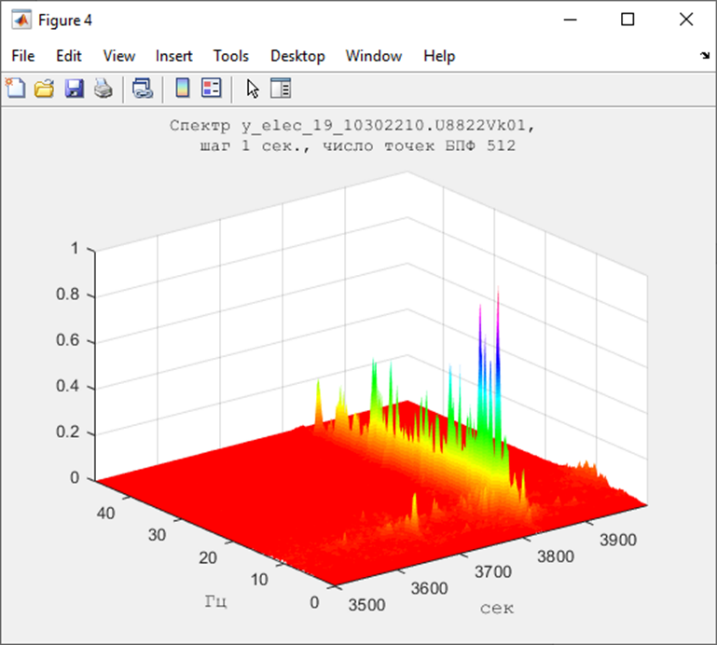 Figure 4
File Edit View Insert Tools Desktop Window Help
Спектр y_elec_19_10302210.U8822Vk01,
шаг 1 сек., число точек БПФ 512
1
0.8
0.6
0.4
0.2
0
40
30
20
10
0
Гц
3500
3600
3700
3800
3900
сек